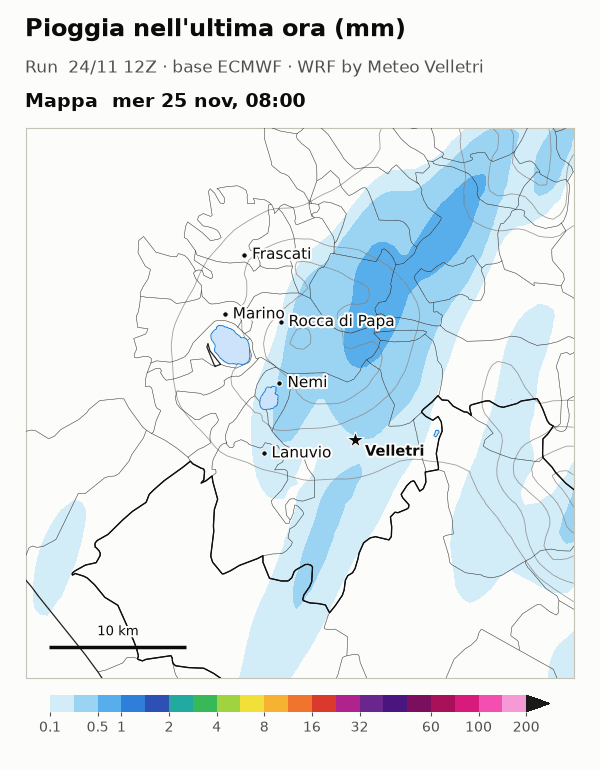 Pioggia nell'ultima ora (mm)
Run 24/11 12Z · base ECMWF · WRF by Meteo Velletri
Mappa mer 25 nov, 08:00
Frascati
Marino
Rocca di Papa
Nemi
Velletri
Lanuvio
10 km
0.1 0.5 1 2 4 8 16 32 60 100 200